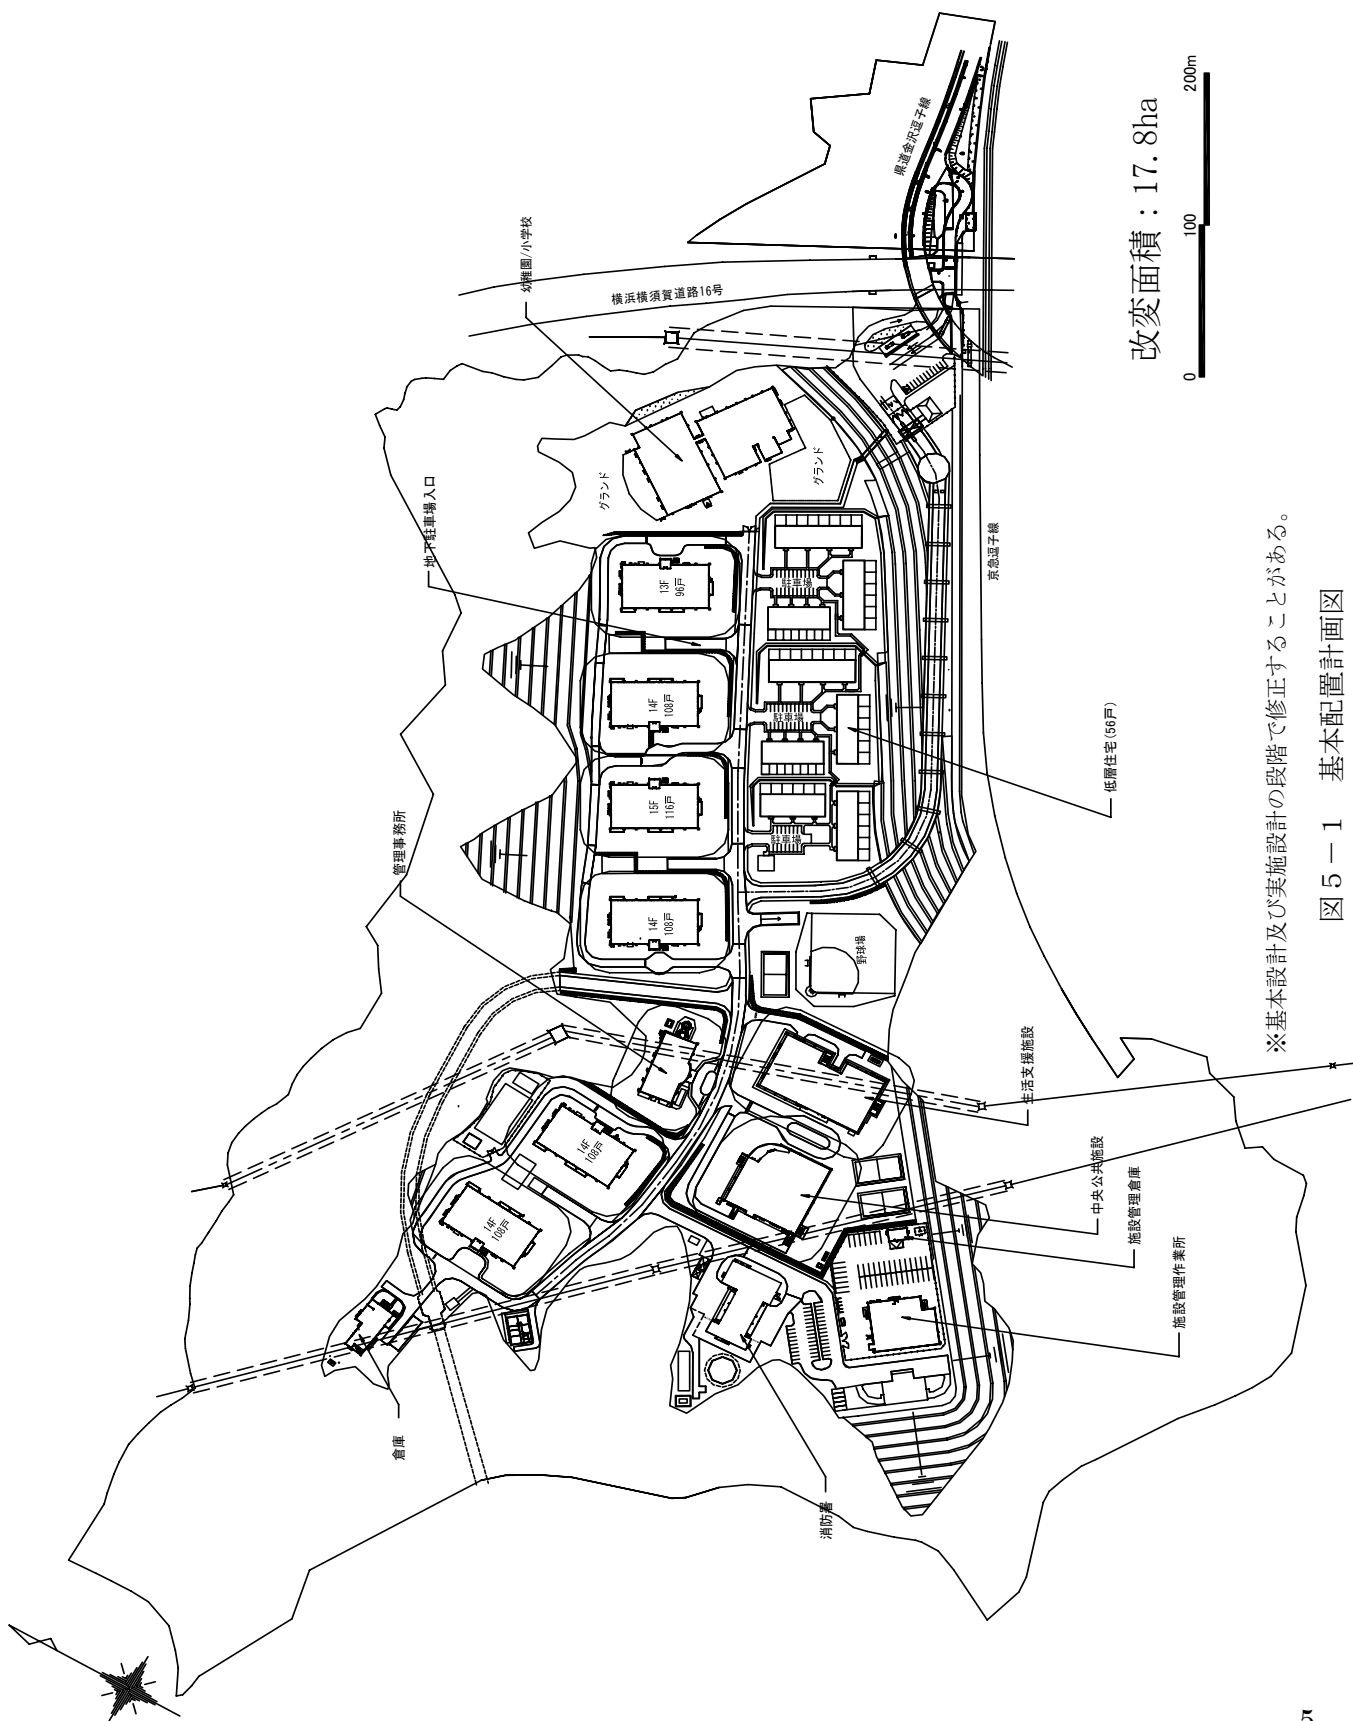 県道金沢逗子線
横浜横須賀道路16号
幼稚園/小学校
地下駐車場入口
管理事務所
倉庫
グランド
グランド
13F
96戸
14F
108戸
15F
116戸
14F
108戸
14F
108戸
14F
108戸
駐車場
駐車場
駐車場
野球場
京急逗子線
低層住宅(56戸)
生活支援施設
中央公共施設
施設管理倉庫
施設管理作業所
消防署
改変面積：17.8ha
0 100 200m
※基本設計及び実施設計の段階で修正することがある。
図５－１ 基本配置計画図
5